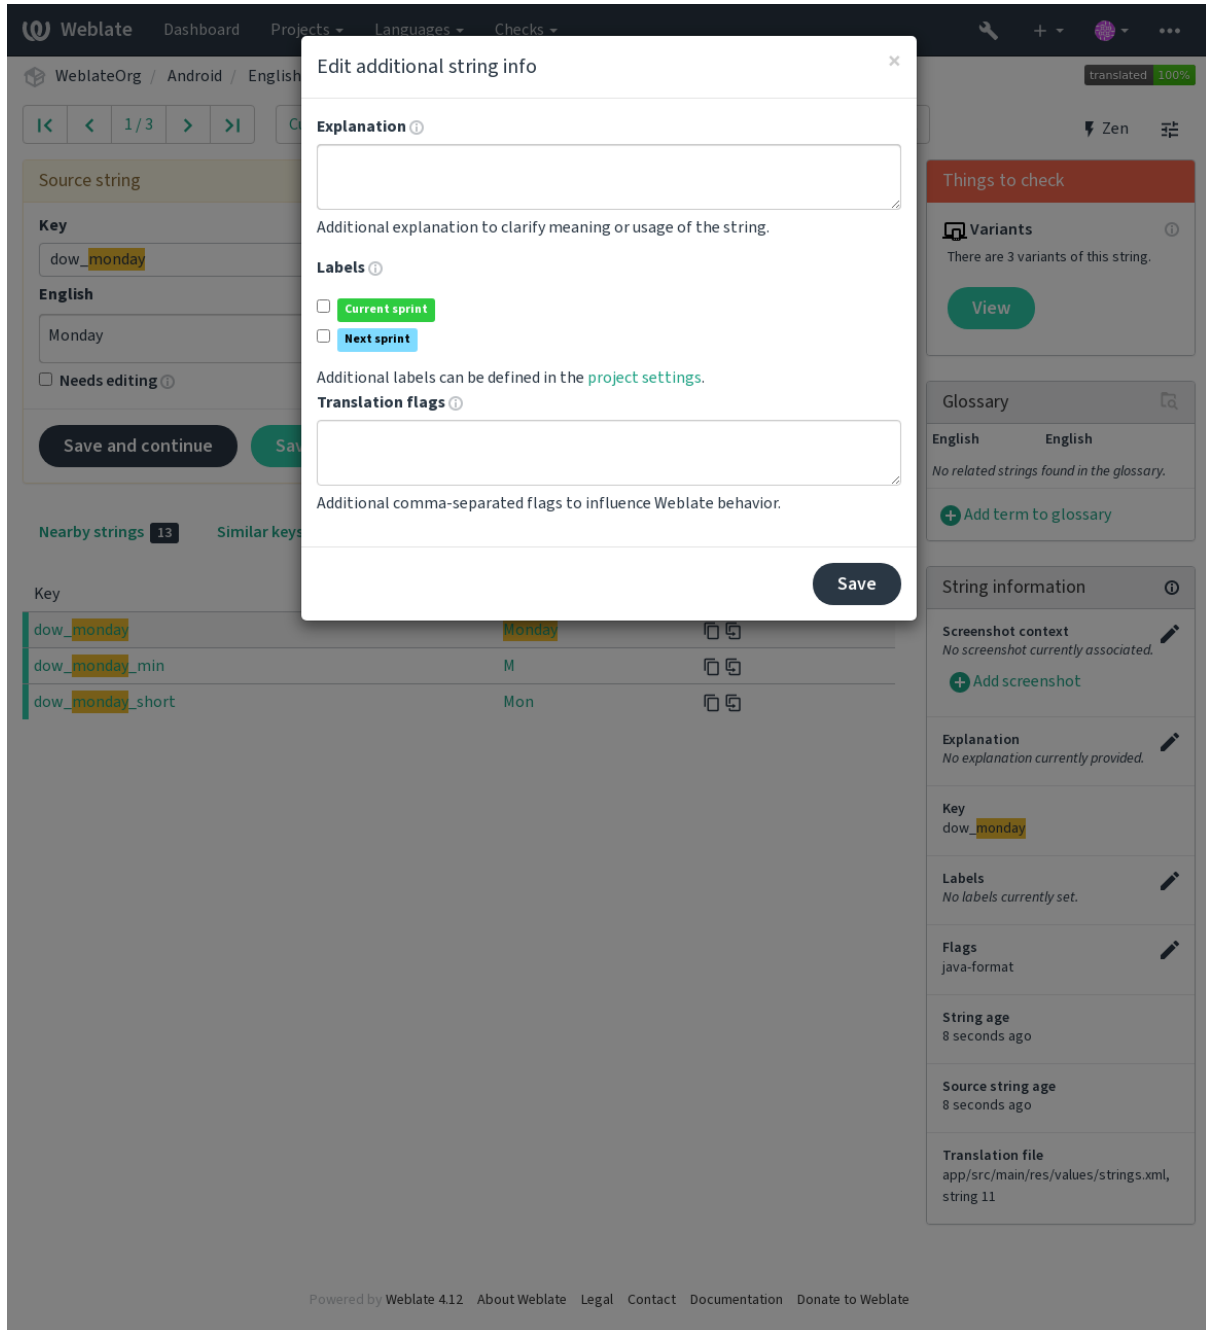 Weblate Dashboard Projects Languages Checks
WeblateOrg / Android / English
translated 100%
1 / 3
Zen
Edit additional string info
×
Explanation
Additional explanation to clarify meaning or usage of the string.
Labels
Current sprint
Next sprint
Additional labels can be defined in the project settings.
Translation flags
Additional comma-separated flags to influence Weblate behavior.
Save
Source string
Key
dow_monday
English
Monday
Needs editing
Save and continue
Nearby strings 13 Similar keys
Key
dow_monday Monday
dow_monday_min M
dow_monday_short Mon
Things to check
Variants
There are 3 variants of this string.
View
Glossary
English English
No related strings found in the glossary.
Add term to glossary
String information
Screenshot context
No screenshot currently associated.
Add screenshot
Explanation
No explanation currently provided.
Key
dow_monday
Labels
No labels currently set.
Flags
java-format
String age
8 seconds ago
Source string age
8 seconds ago
Translation file
app/src/main/res/values/strings.xml,
string 11
Powered by Weblate 4.12 About Weblate Legal Contact Documentation Donate to Weblate